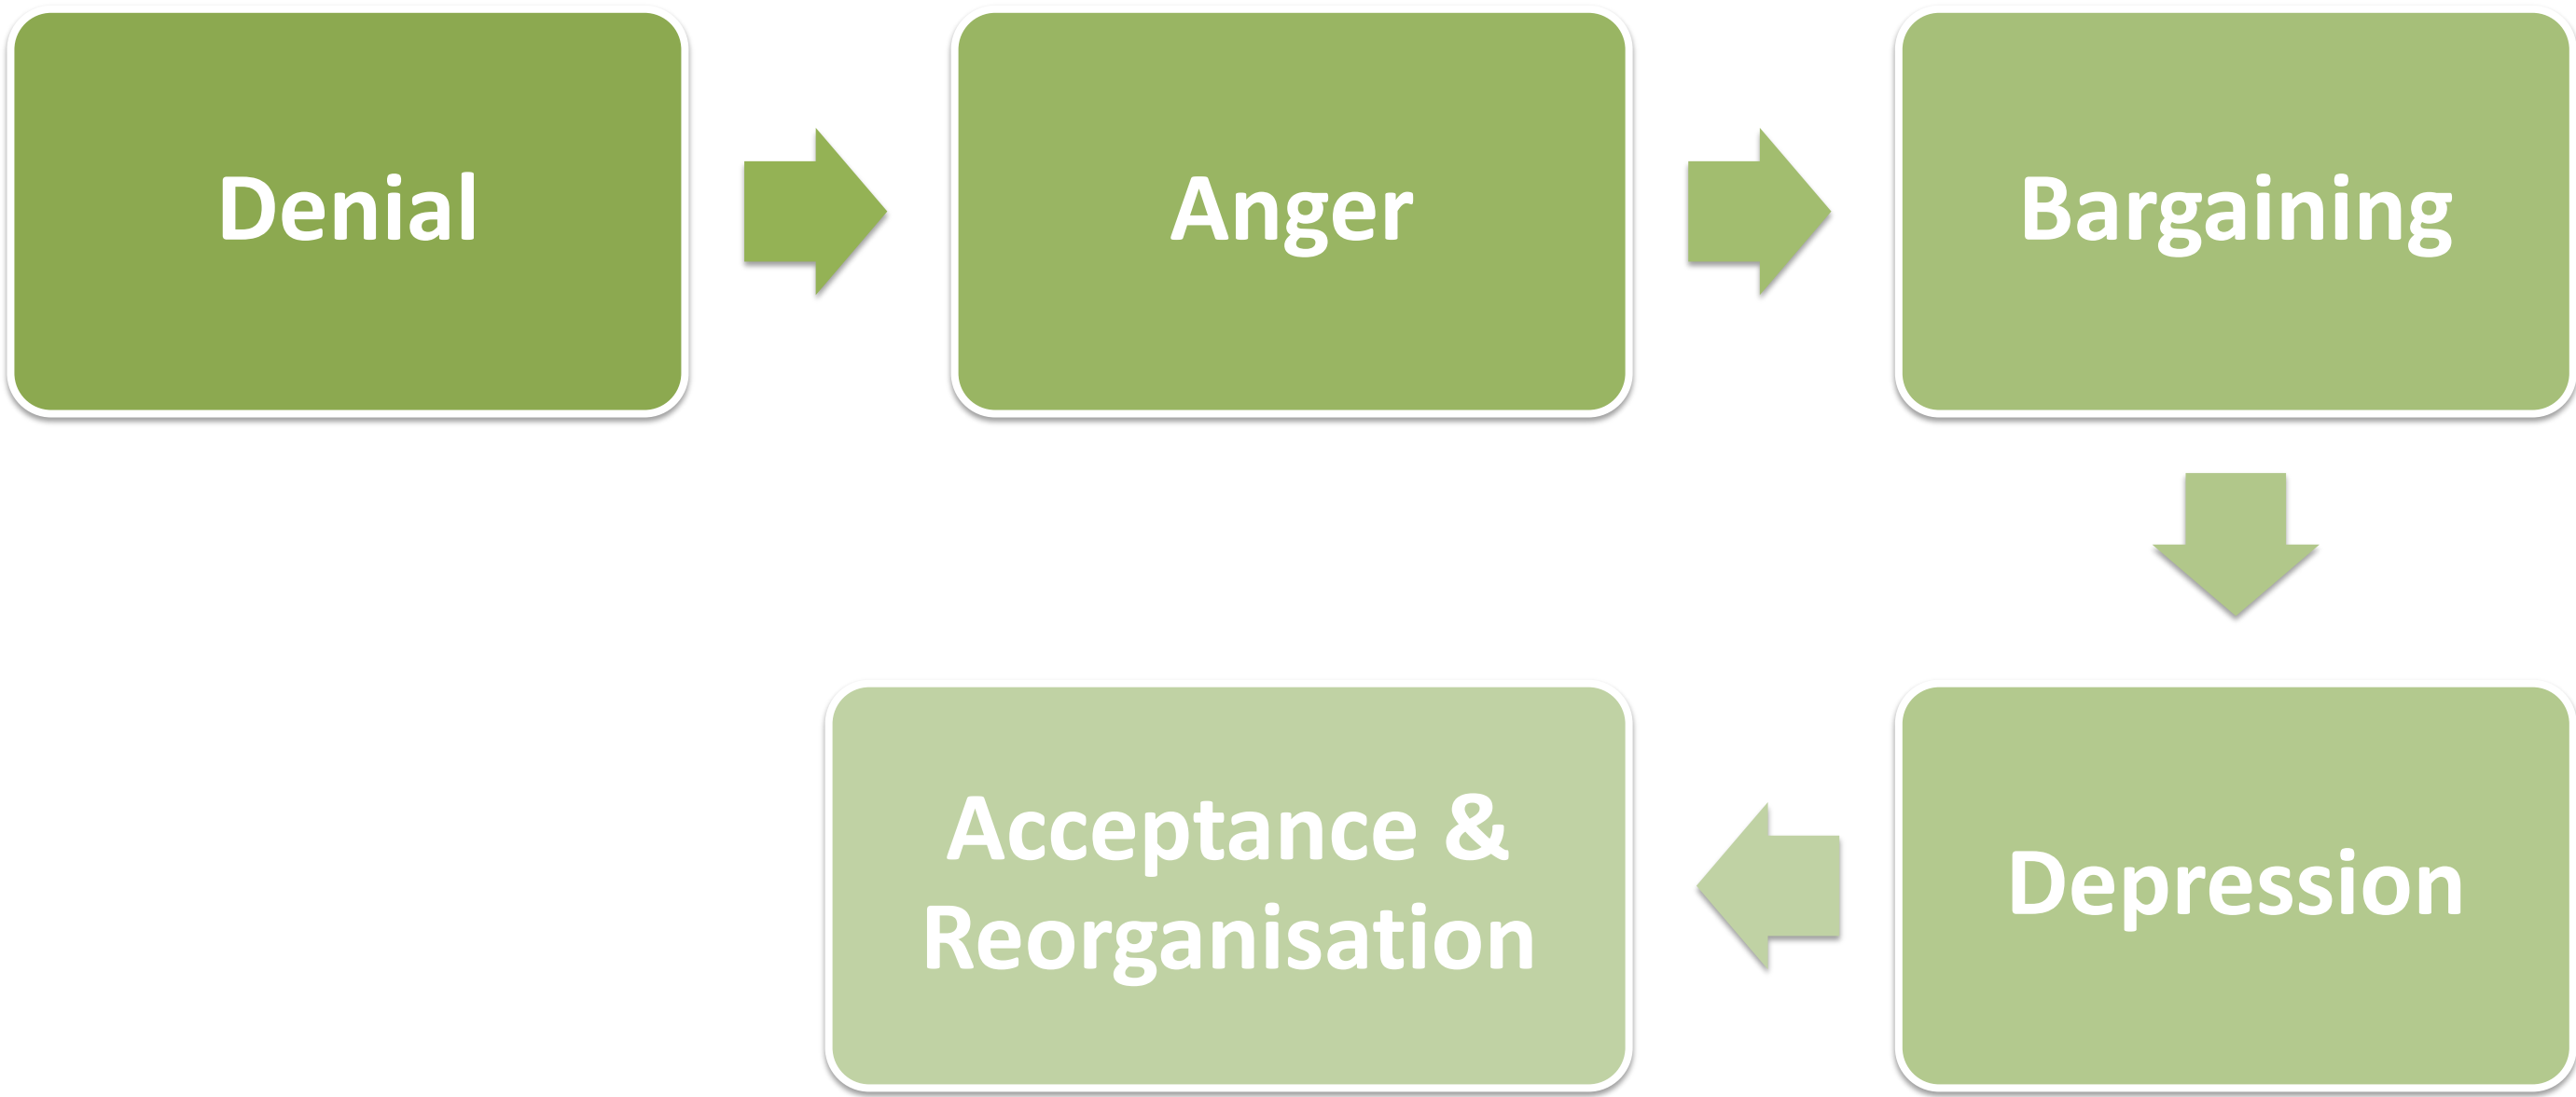 Denial
Anger
Bargaining
Depression
Acceptance &
Reorganisation